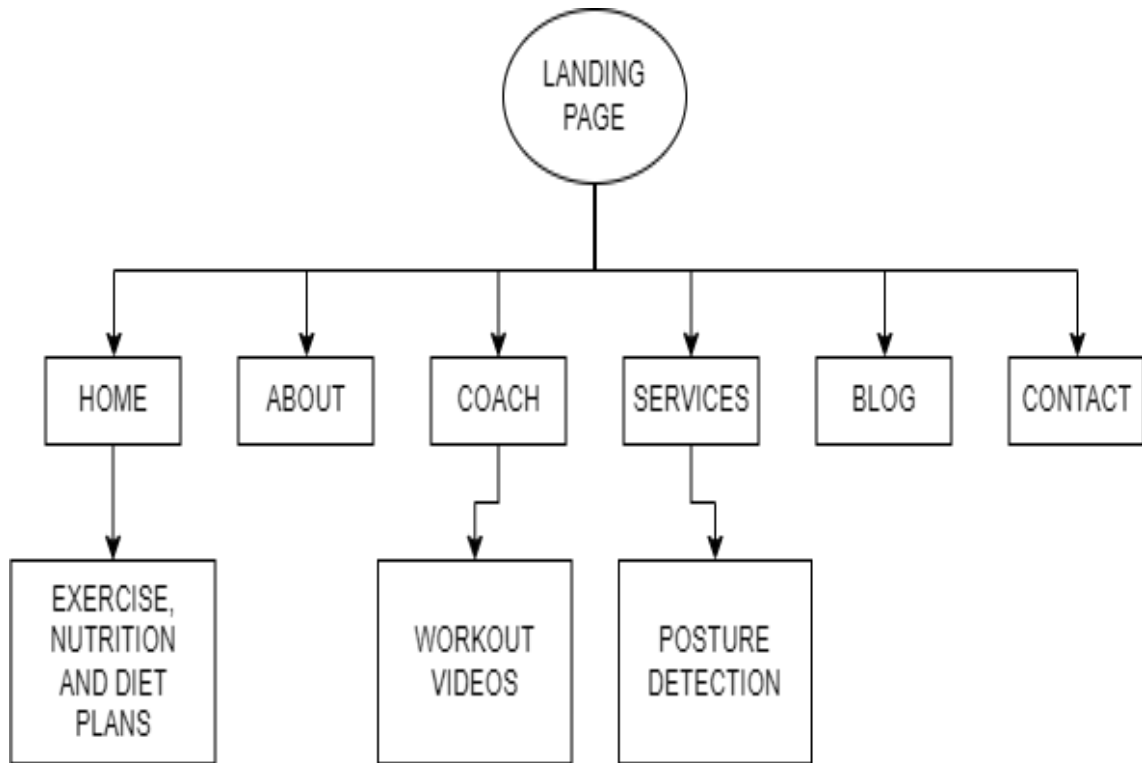 LANDING
PAGE
HOME
ABOUT
COACH
SERVICES
BLOG
CONTACT
EXERCISE,
NUTRITION
AND DIET
PLANS
WORKOUT
VIDEOS
POSTURE
DETECTION